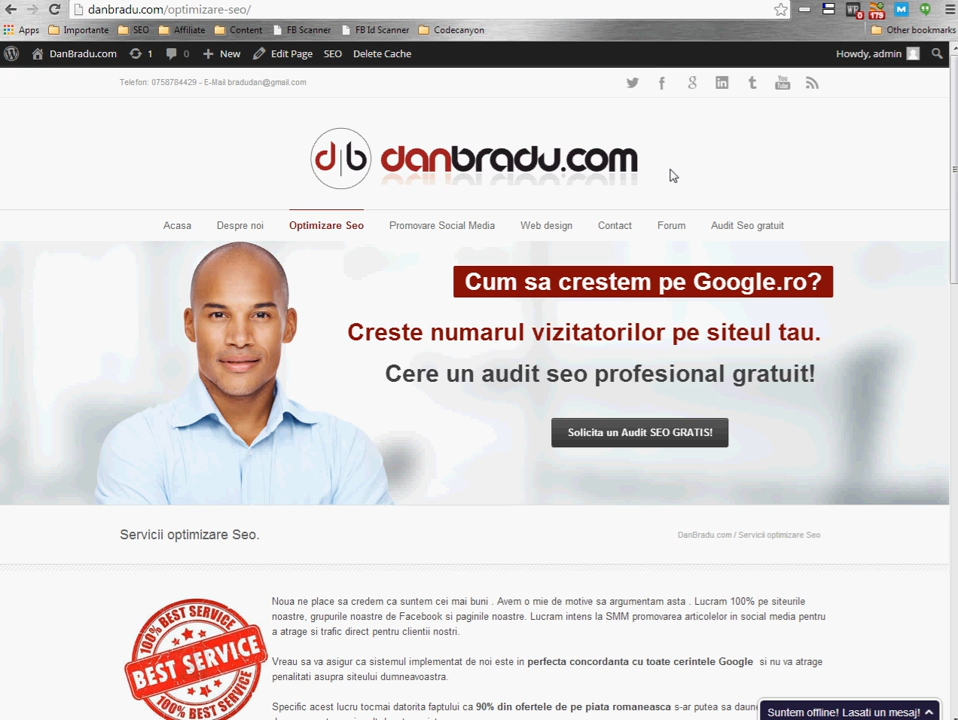 danbradu.com/optimizare-seo/
Apps Importante SEO Affiliate Content FB Scanner FB Id Scanner Codecanyon Other bookmarks
DanBradu.com 1 0 New Edit Page SEO Delete Cache Howdy, admin
Telefon: 0758784429 - E-Mail bradudan@gmail.com
d|b danbradu.com
Acasa Despre noi Optimizare Seo Promovare Social Media Web design Contact Forum Audit Seo gratuit
Cum sa crestem pe Google.ro?
Creste numarul vizitatorilor pe siteul tau.
Cere un audit seo profesional gratuit!
Solicita un Audit SEO GRATIS!
Servicii optimizare Seo.
DanBradu.com / Servicii optimizare Seo
100% BEST SERVICE
BEST SERVICE
100% BEST SERVICE
Noua ne place sa credem ca suntem cei mai buni . Avem o mie de motive sa argumentam asta . Lucram 100% pe siteurile
noastre, grupurile noastre de Facebook si paginile noastre. Lucram intens la SMM promovarea articolelor in social media pentru
a atrage si trafic direct pentru clientii nostri.
Vreau sa va asigur ca sistemul implementat de noi este in perfecta concordanta cu toate cerintele Google si nu va atrage
penalitati asupra siteului dumneavoastra.
Specific acest lucru tocmai datorita faptului ca 90% din ofertele de pe piata romaneasca s-ar putea sa
Suntem offline! Lasati un mesaj!